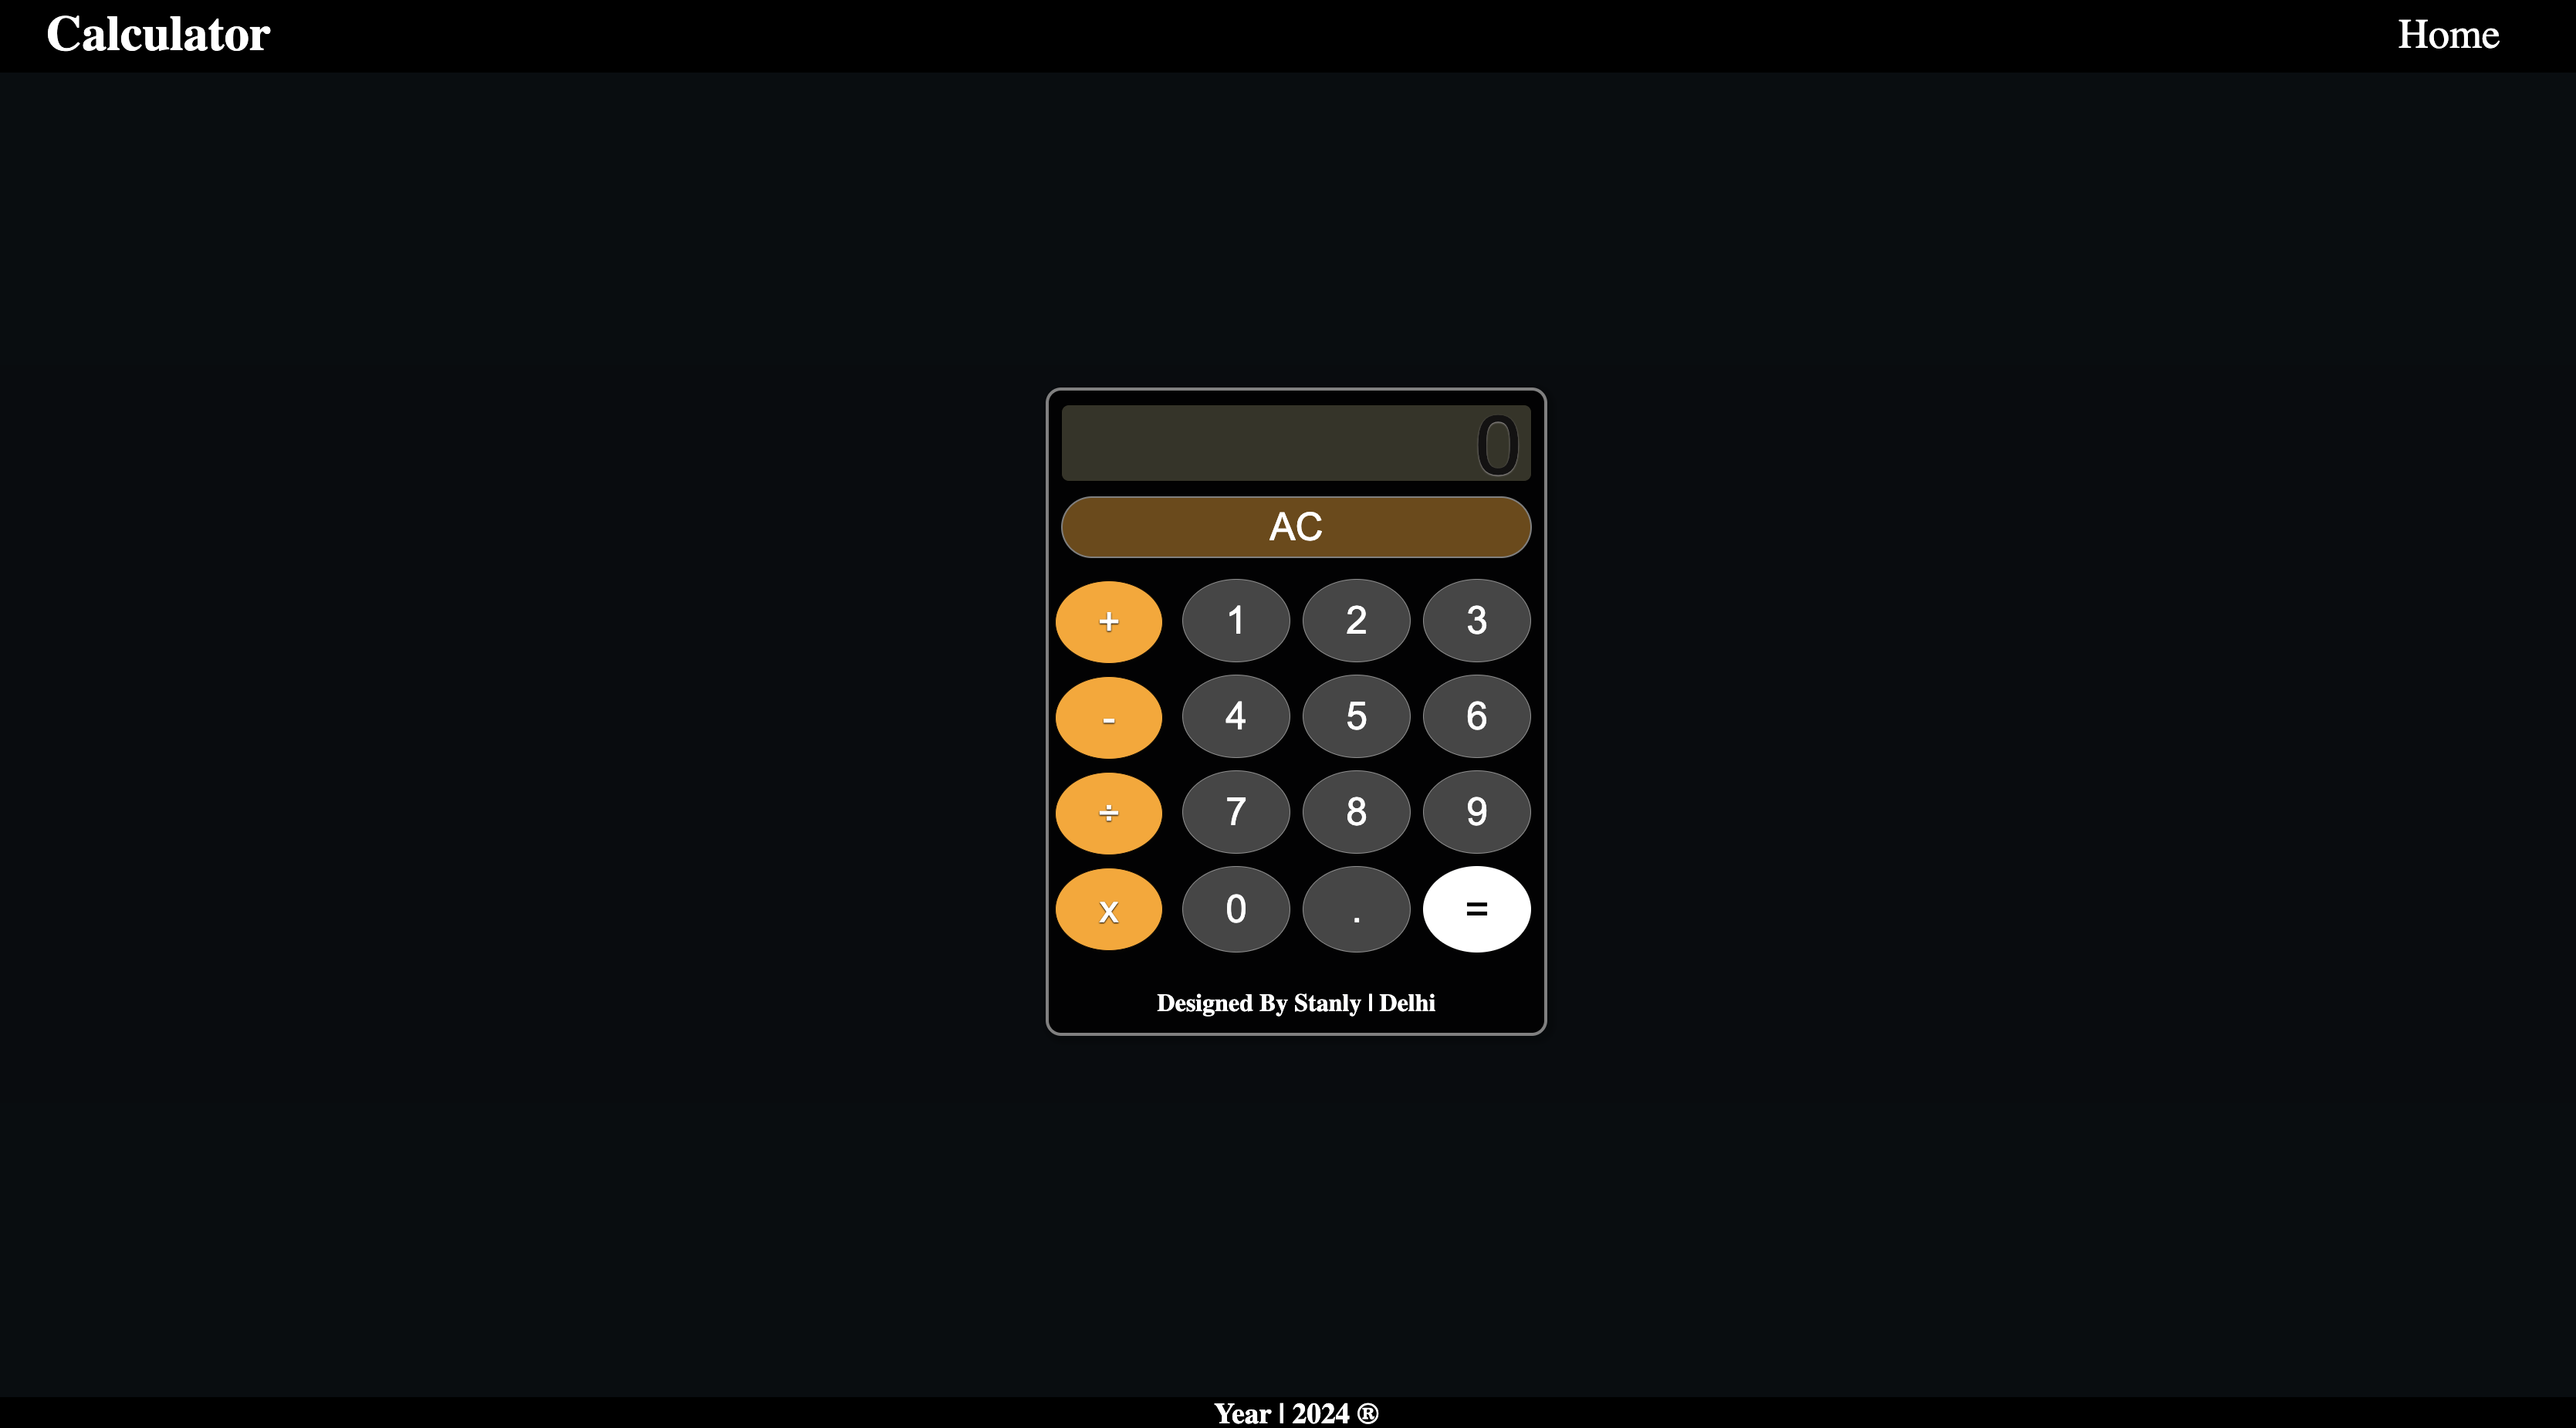 Calculator Home
0
AC
+ 1 2 3
- 4 5 6
÷ 7 8 9
x 0 . =
Designed By Stanly | Delhi
Year | 2024 ®